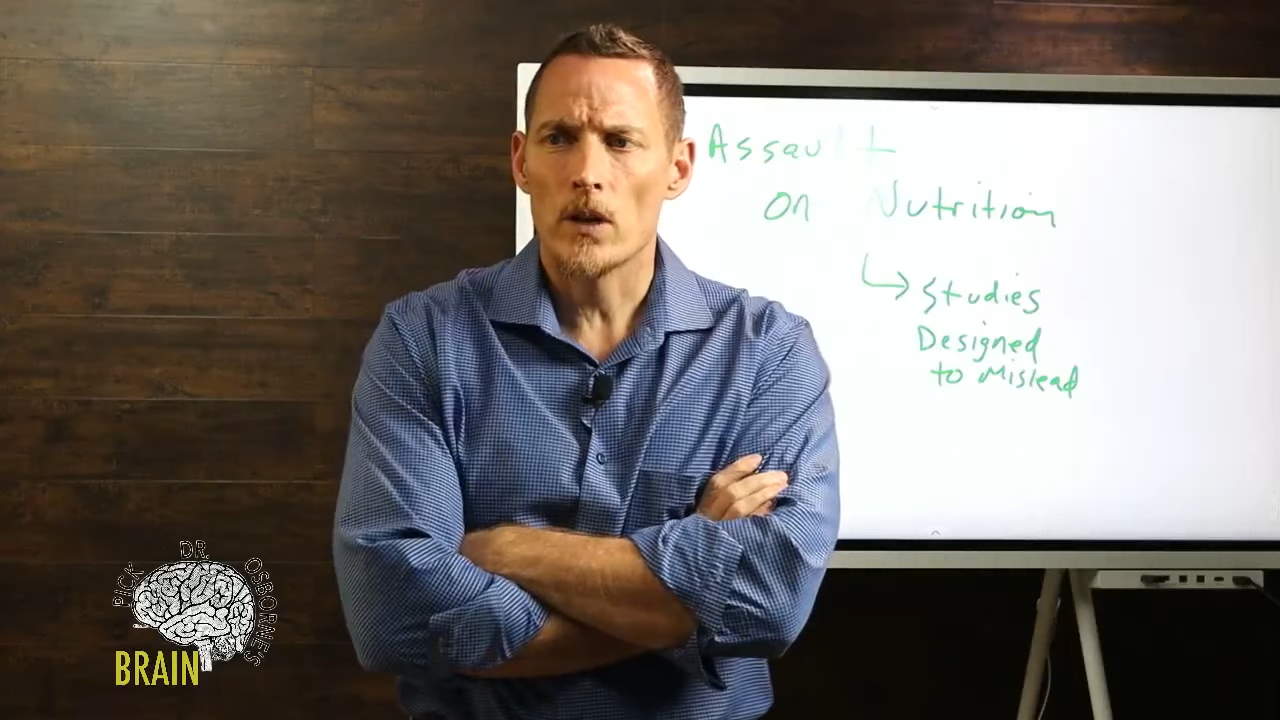 Assault
on Nutrition
Studies
Designed
to Mislead
PICK DR. OSBORNE'S
BRAIN